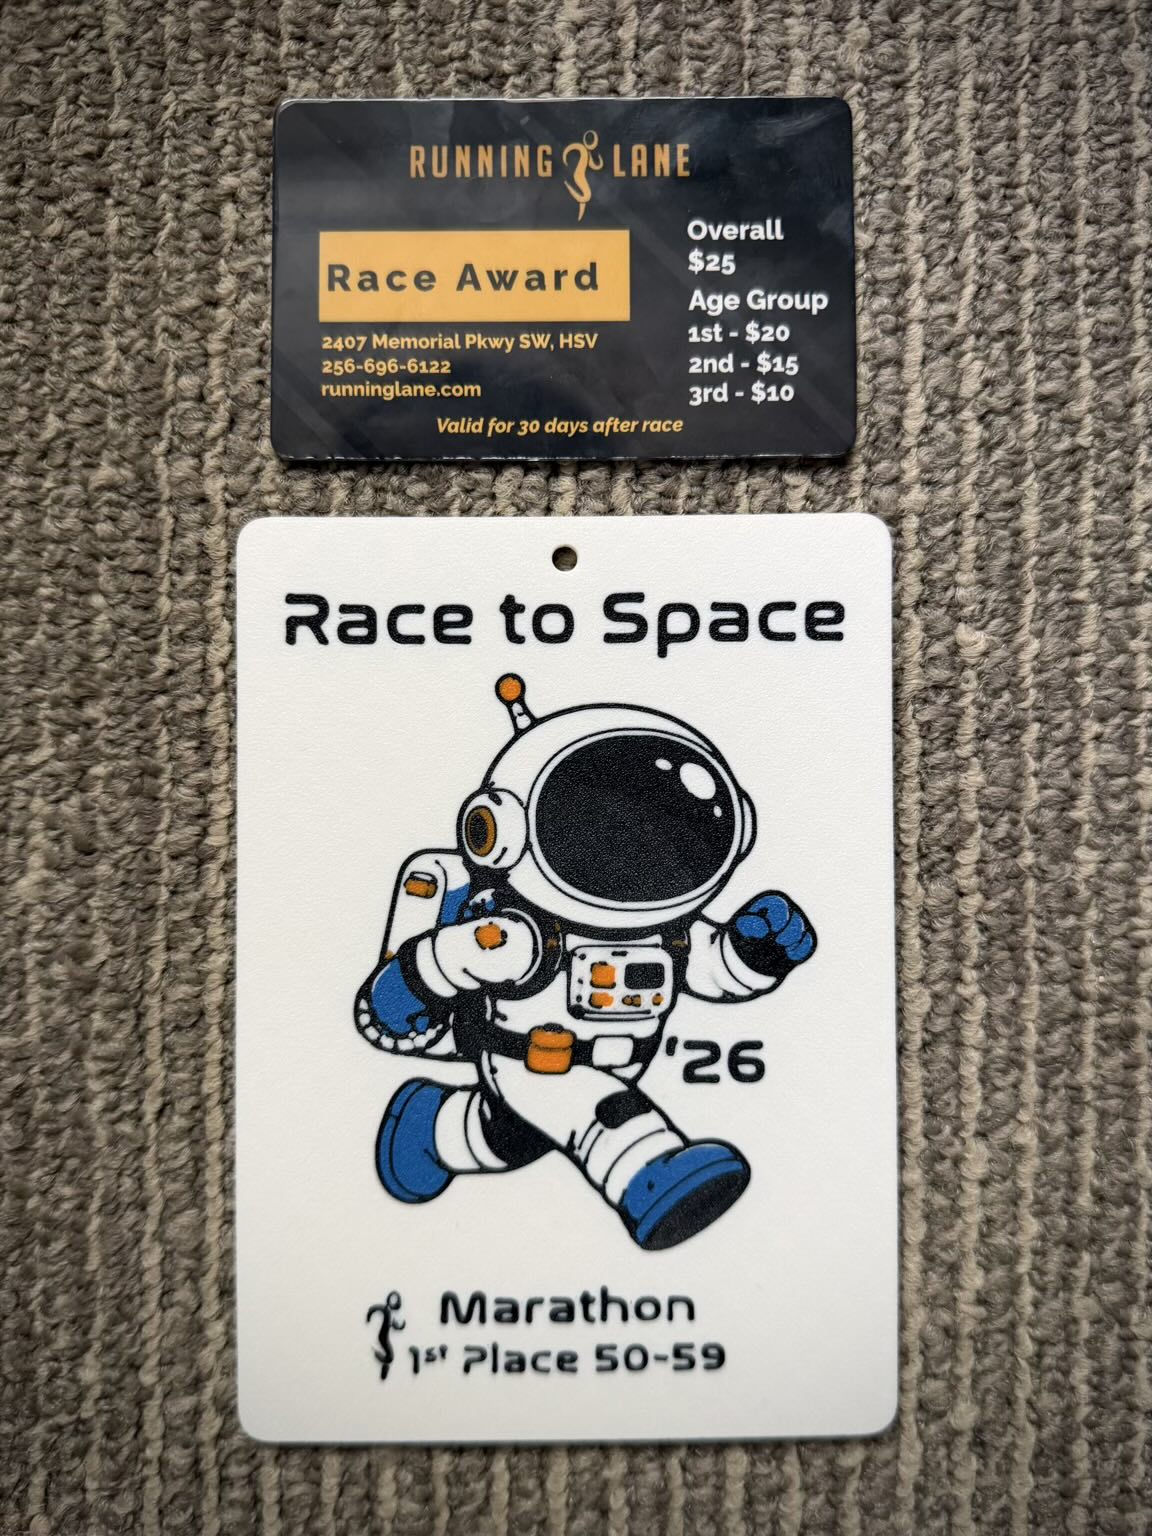 RUNNING LANE
Race Award
2407 Memorial Pkwy SW, HSV
256-696-6122
runninglane.com
Overall
$25
Age Group
1st - $20
2nd - $15
3rd - $10
Valid for 30 days after race
Race to Space
'26
Marathon
1st Place 50-59